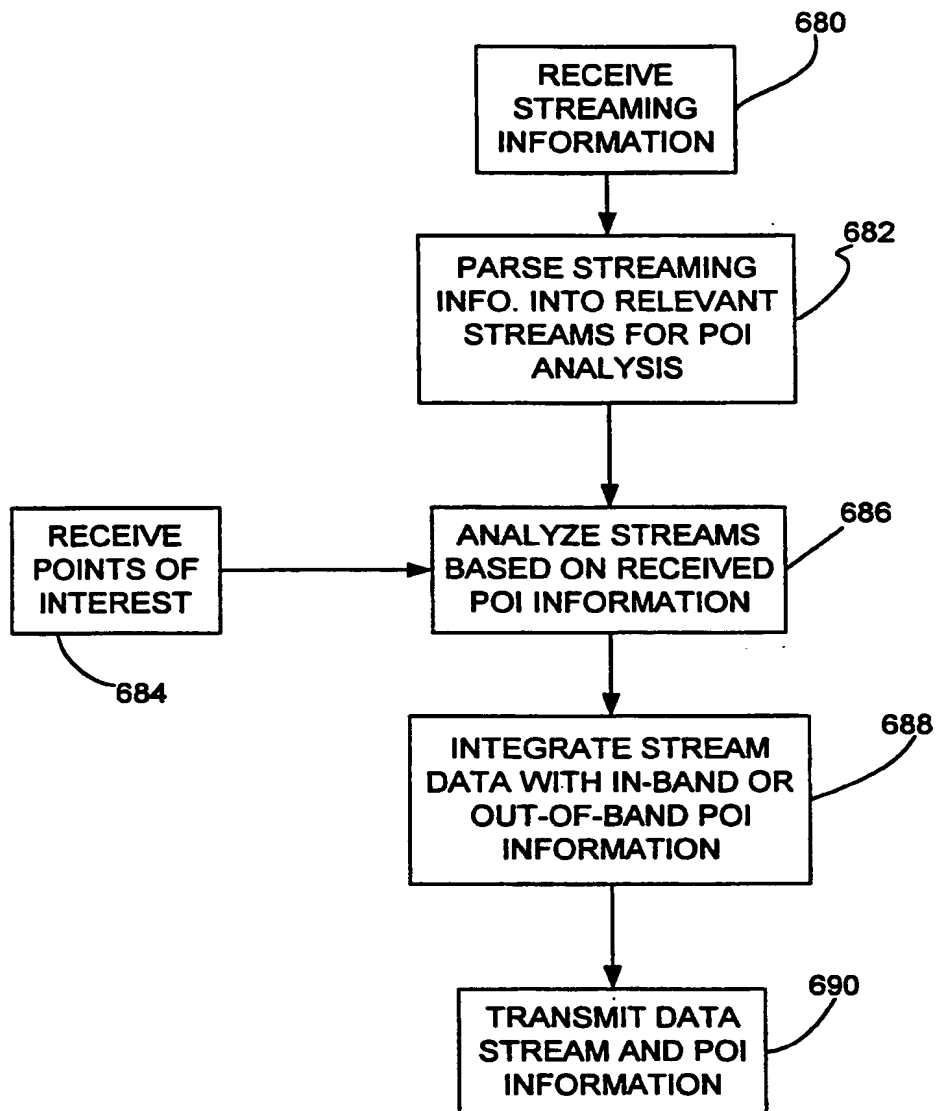 680
RECEIVE
STREAMING
INFORMATION
682
PARSE STREAMING
INFO. INTO RELEVANT
STREAMS FOR POI
ANALYSIS
RECEIVE
POINTS OF
INTEREST
684
686
ANALYZE STREAMS
BASED ON RECEIVED
POI INFORMATION
688
INTEGRATE STREAM
DATA WITH IN-BAND OR
OUT-OF-BAND POI
INFORMATION
690
TRANSMIT DATA
STREAM AND POI
INFORMATION